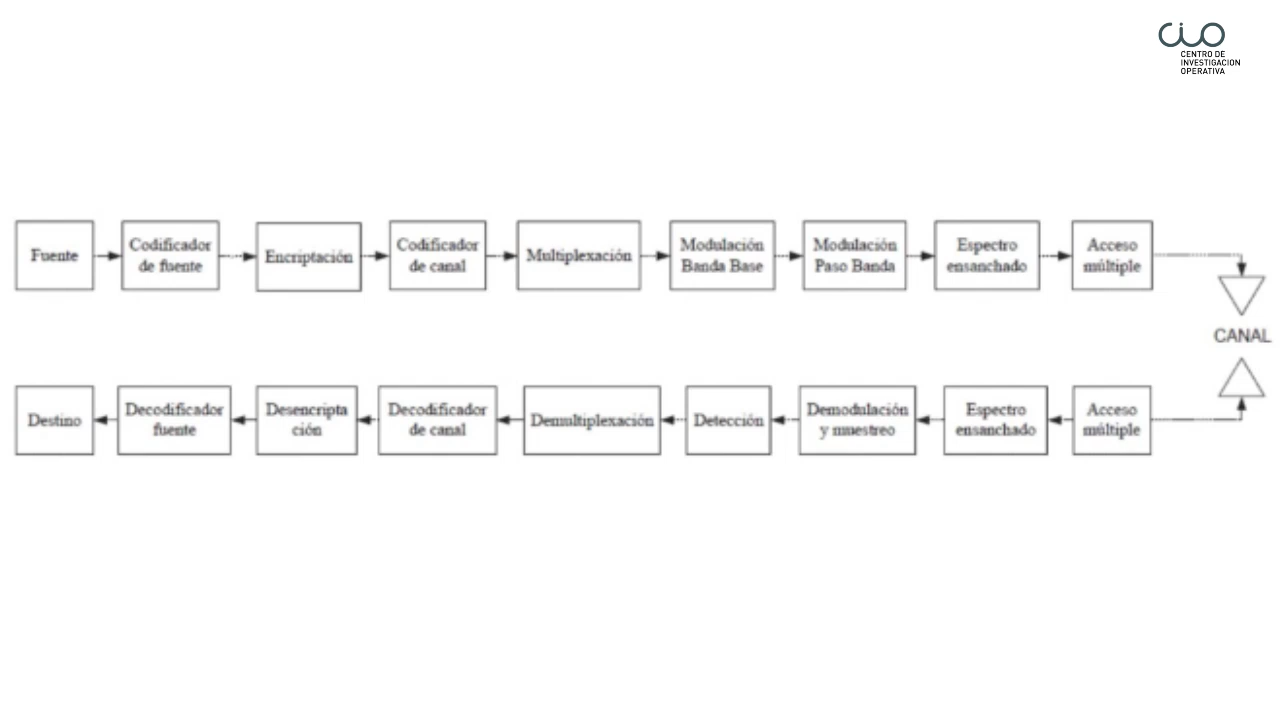 CIO
CENTRO DE
INVESTIGACION
OPERATIVA
Fuente
Codificador
de fuente
Encriptación
Codificador
de canal
Multiplexación
Modulación
Banda Base
Modulación
Paso Banda
Espectro
ensanchado
Acceso
múltiple
CANAL
Destino
Decodificador
fuente
Desencripta
ción
Decodificador
de canal
Demultiplexación
Detección
Demodulación
y muestreo
Espectro
ensanchado
Acceso
múltiple